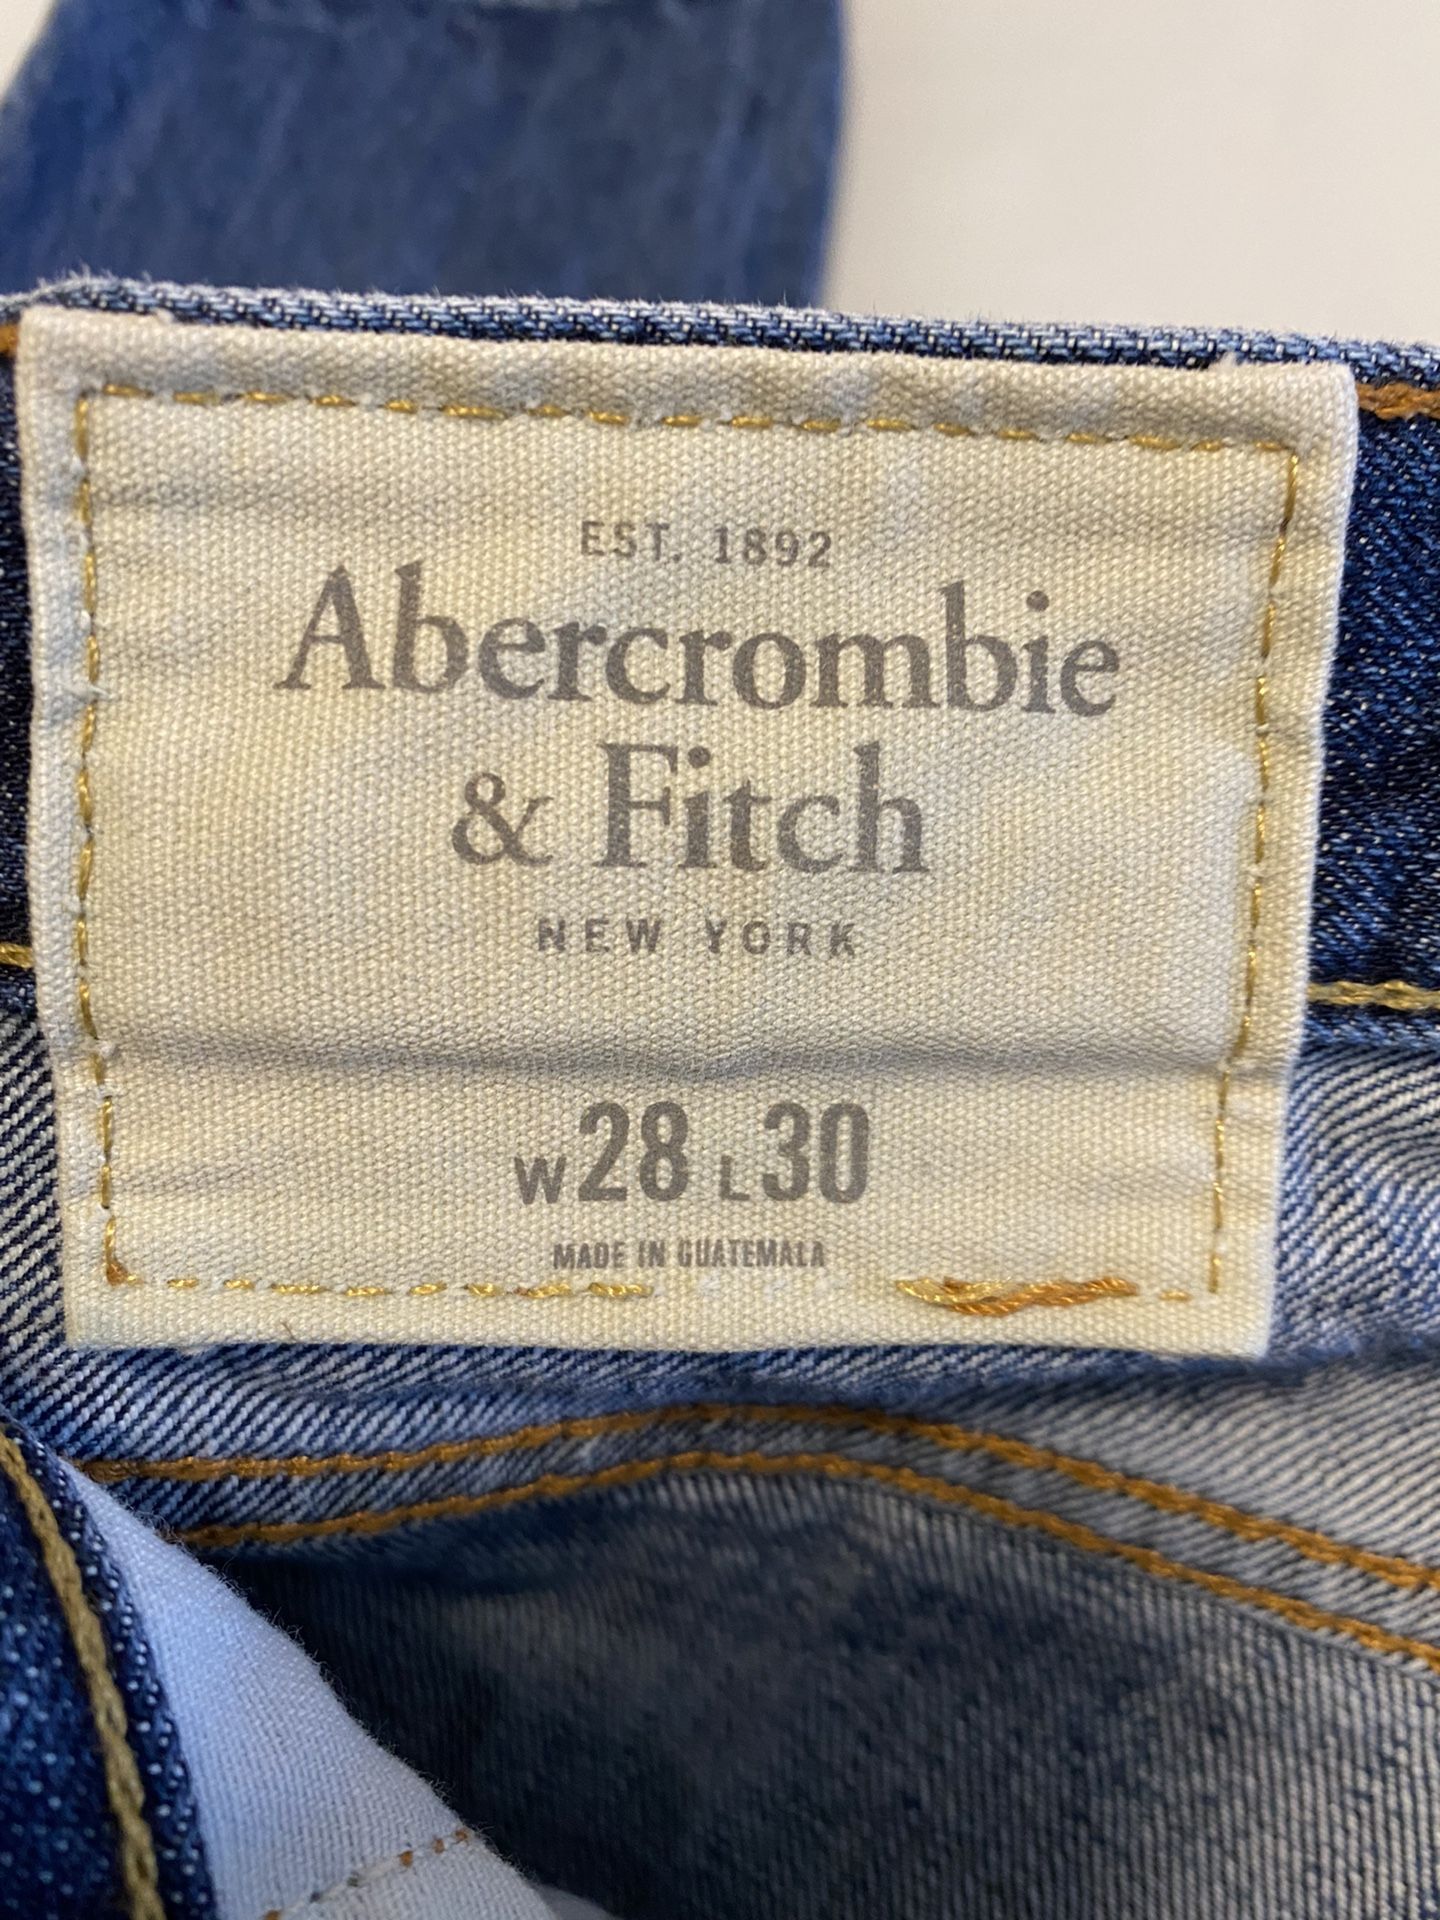 EST. 1892
Abercrombie
& Fitch
NEW YORK
W28 L30
MADE IN GUATEMALA